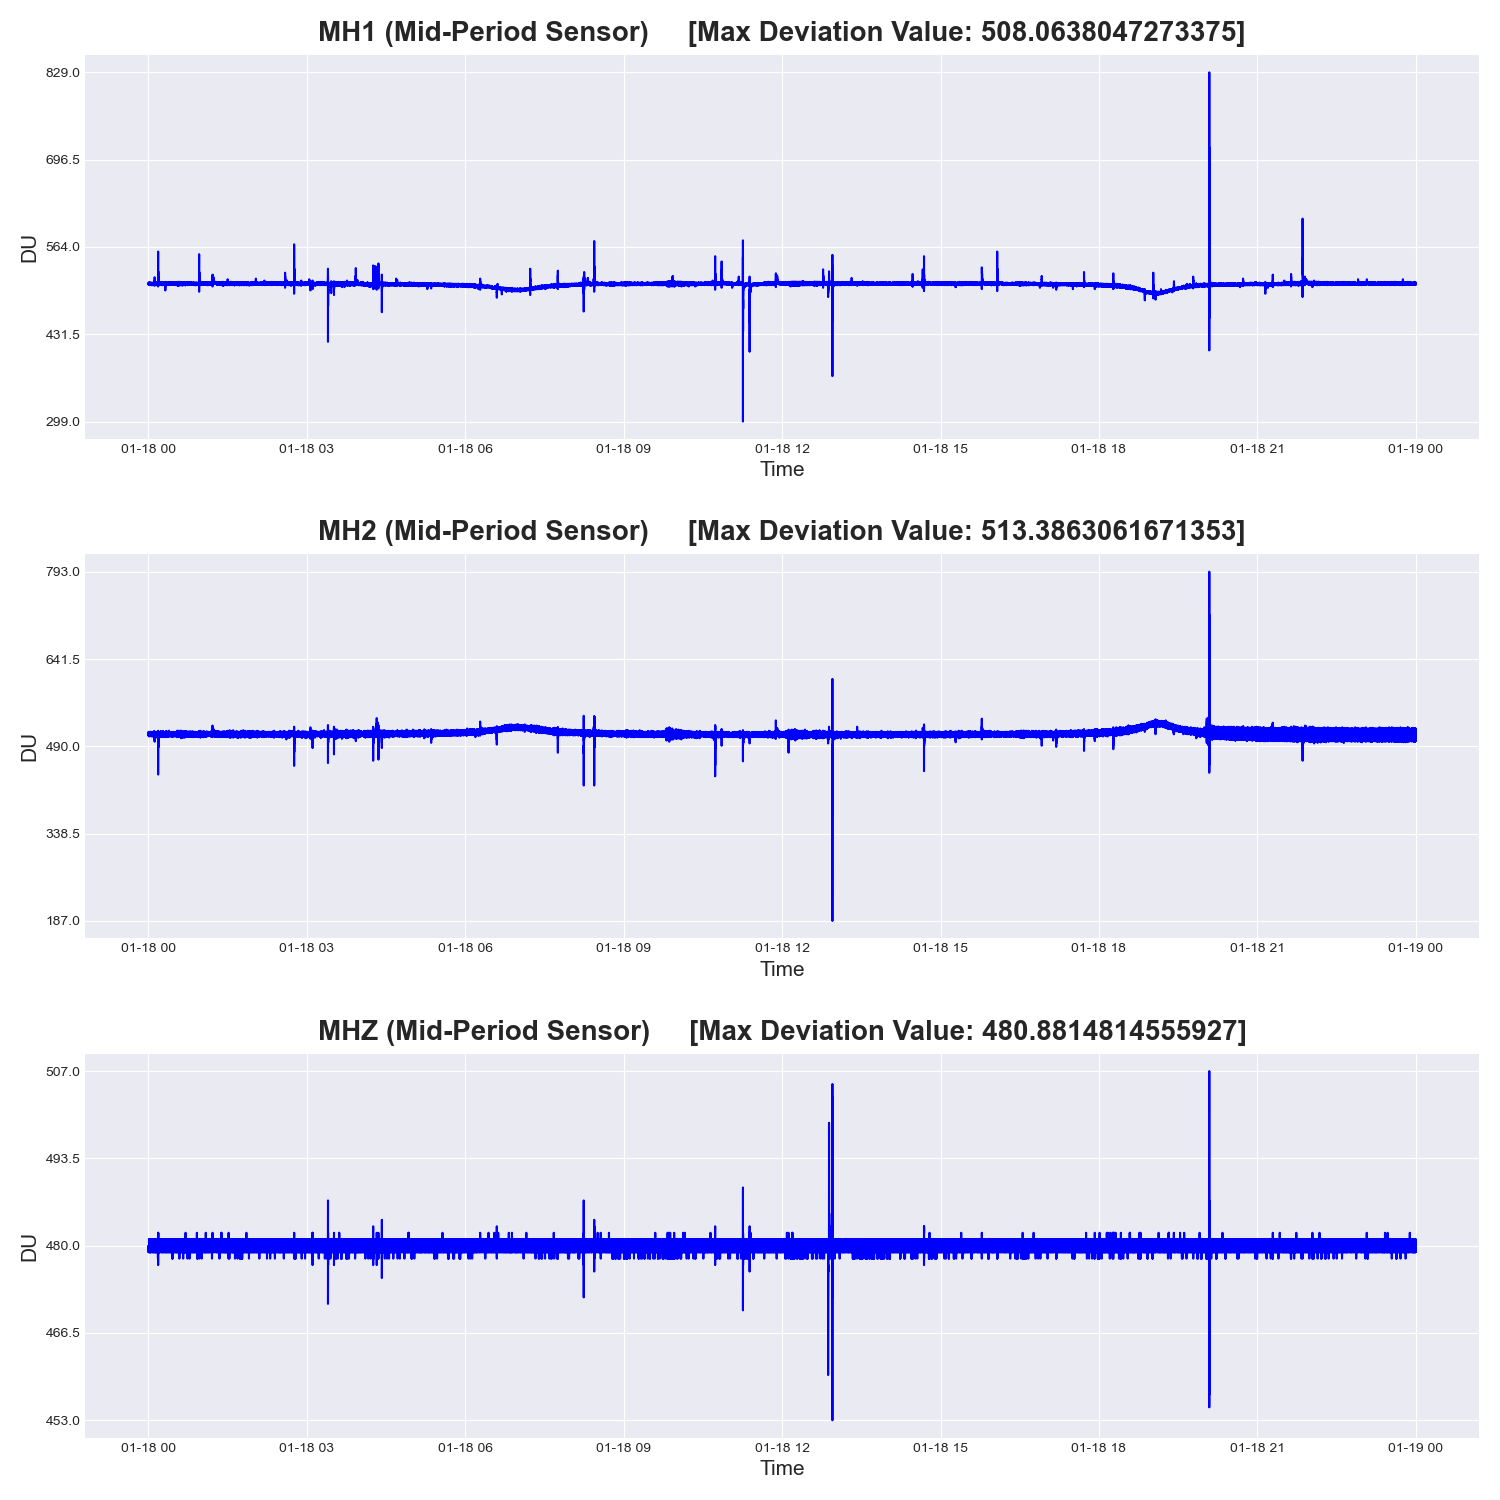 MH1 (Mid-Period Sensor) [Max Deviation Value: 508.0638047273375]
829.0
696.5
564.0
431.5
299.0
DU
01-18 00 01-18 03 01-18 06 01-18 09 01-18 12 01-18 15 01-18 18 01-18 21 01-19 00
Time
MH2 (Mid-Period Sensor) [Max Deviation Value: 513.3863061671353]
793.0
641.5
490.0
338.5
187.0
DU
01-18 00 01-18 03 01-18 06 01-18 09 01-18 12 01-18 15 01-18 18 01-18 21 01-19 00
Time
MHZ (Mid-Period Sensor) [Max Deviation Value: 480.8814814555927]
507.0
493.5
480.0
466.5
453.0
DU
01-18 00 01-18 03 01-18 06 01-18 09 01-18 12 01-18 15 01-18 18 01-18 21 01-19 00
Time